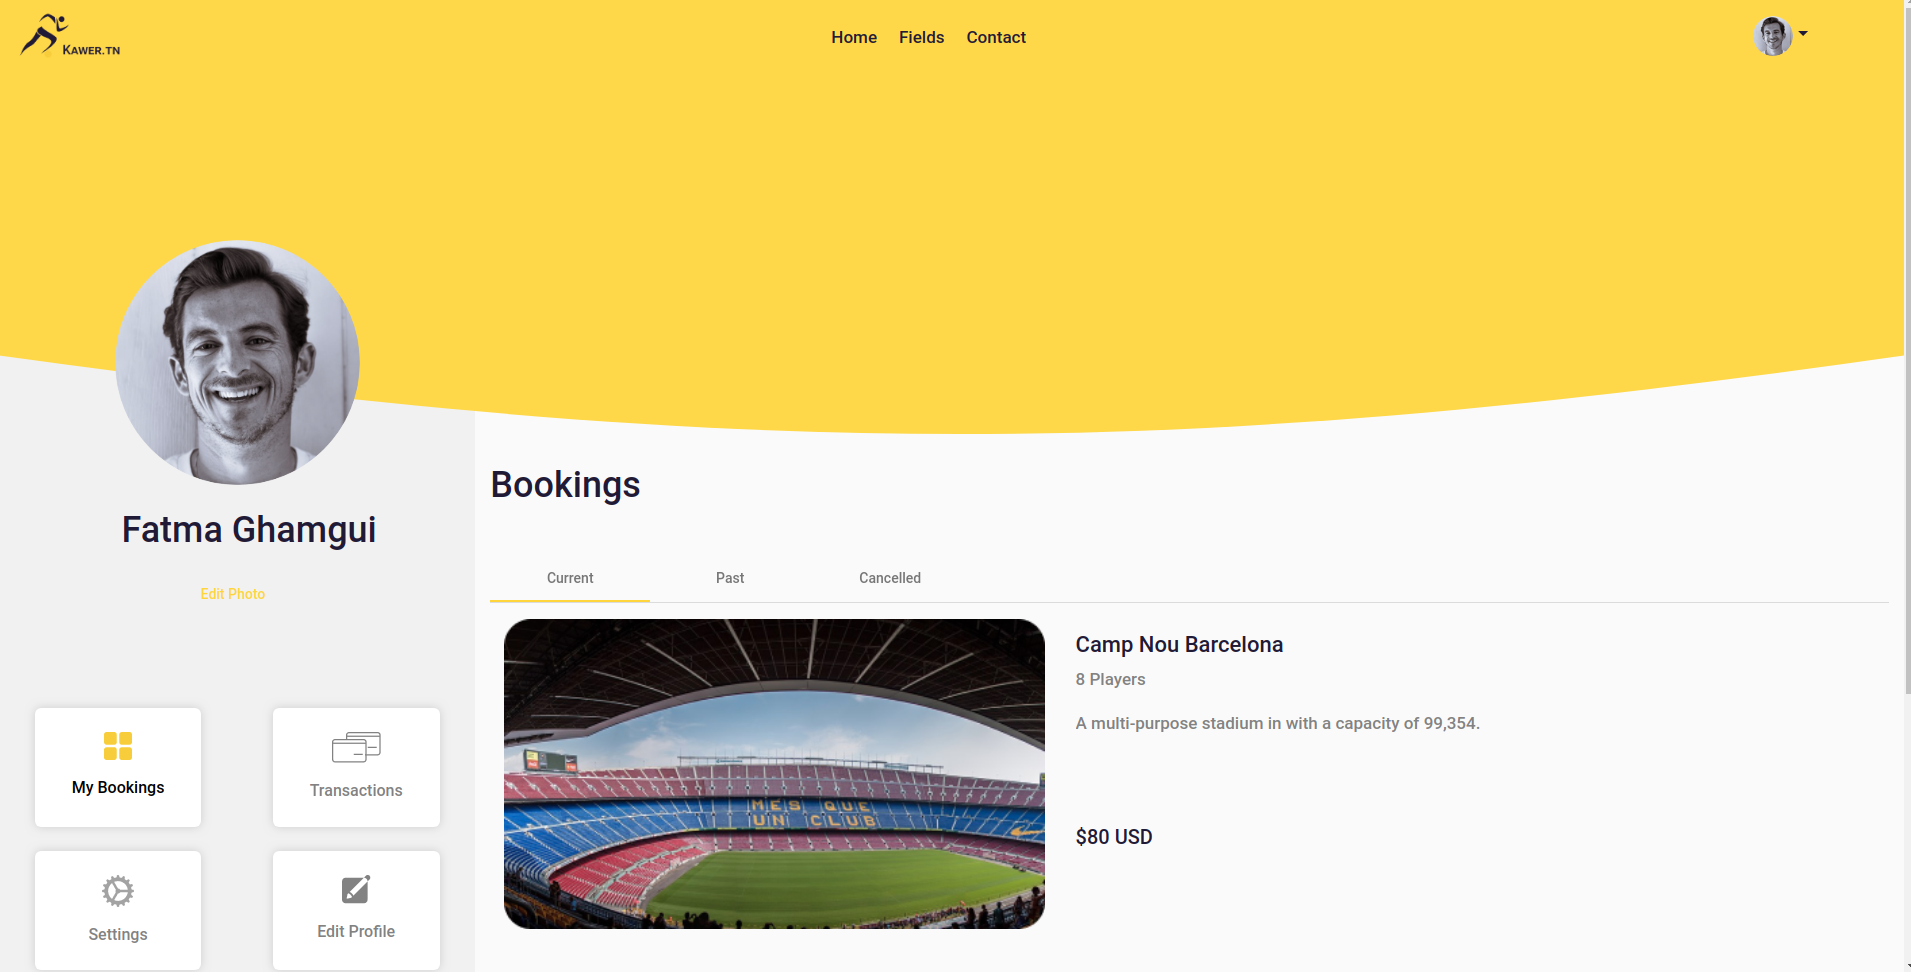 KAWER.TN
Home
Fields
Contact
Fatma Ghamgui
Edit Photo
My Bookings
Transactions
Settings
Edit Profile
Bookings
Current
Past
Cancelled
MES QUE
UN CLUB
Camp Nou Barcelona
8 Players
A multi-purpose stadium in with a capacity of 99,354.
$80 USD